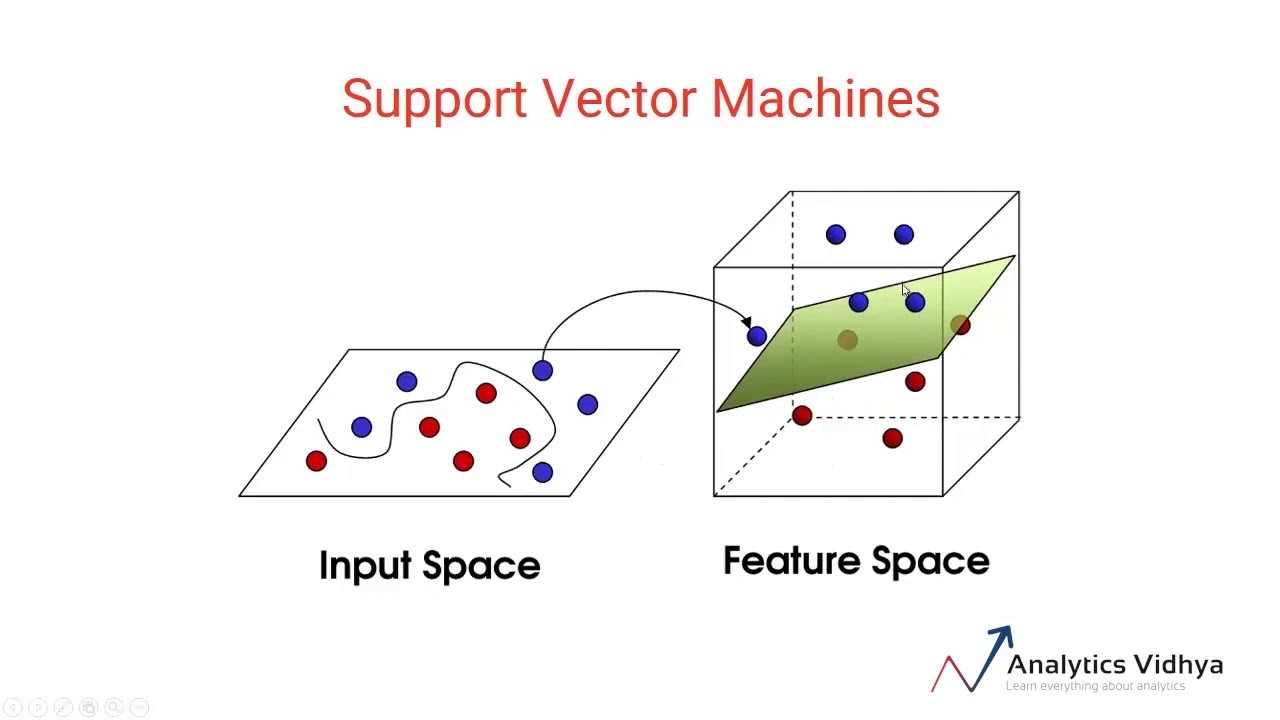 Support Vector Machines
Input Space
Feature Space
Analytics Vidhya
Learn everything about analytics